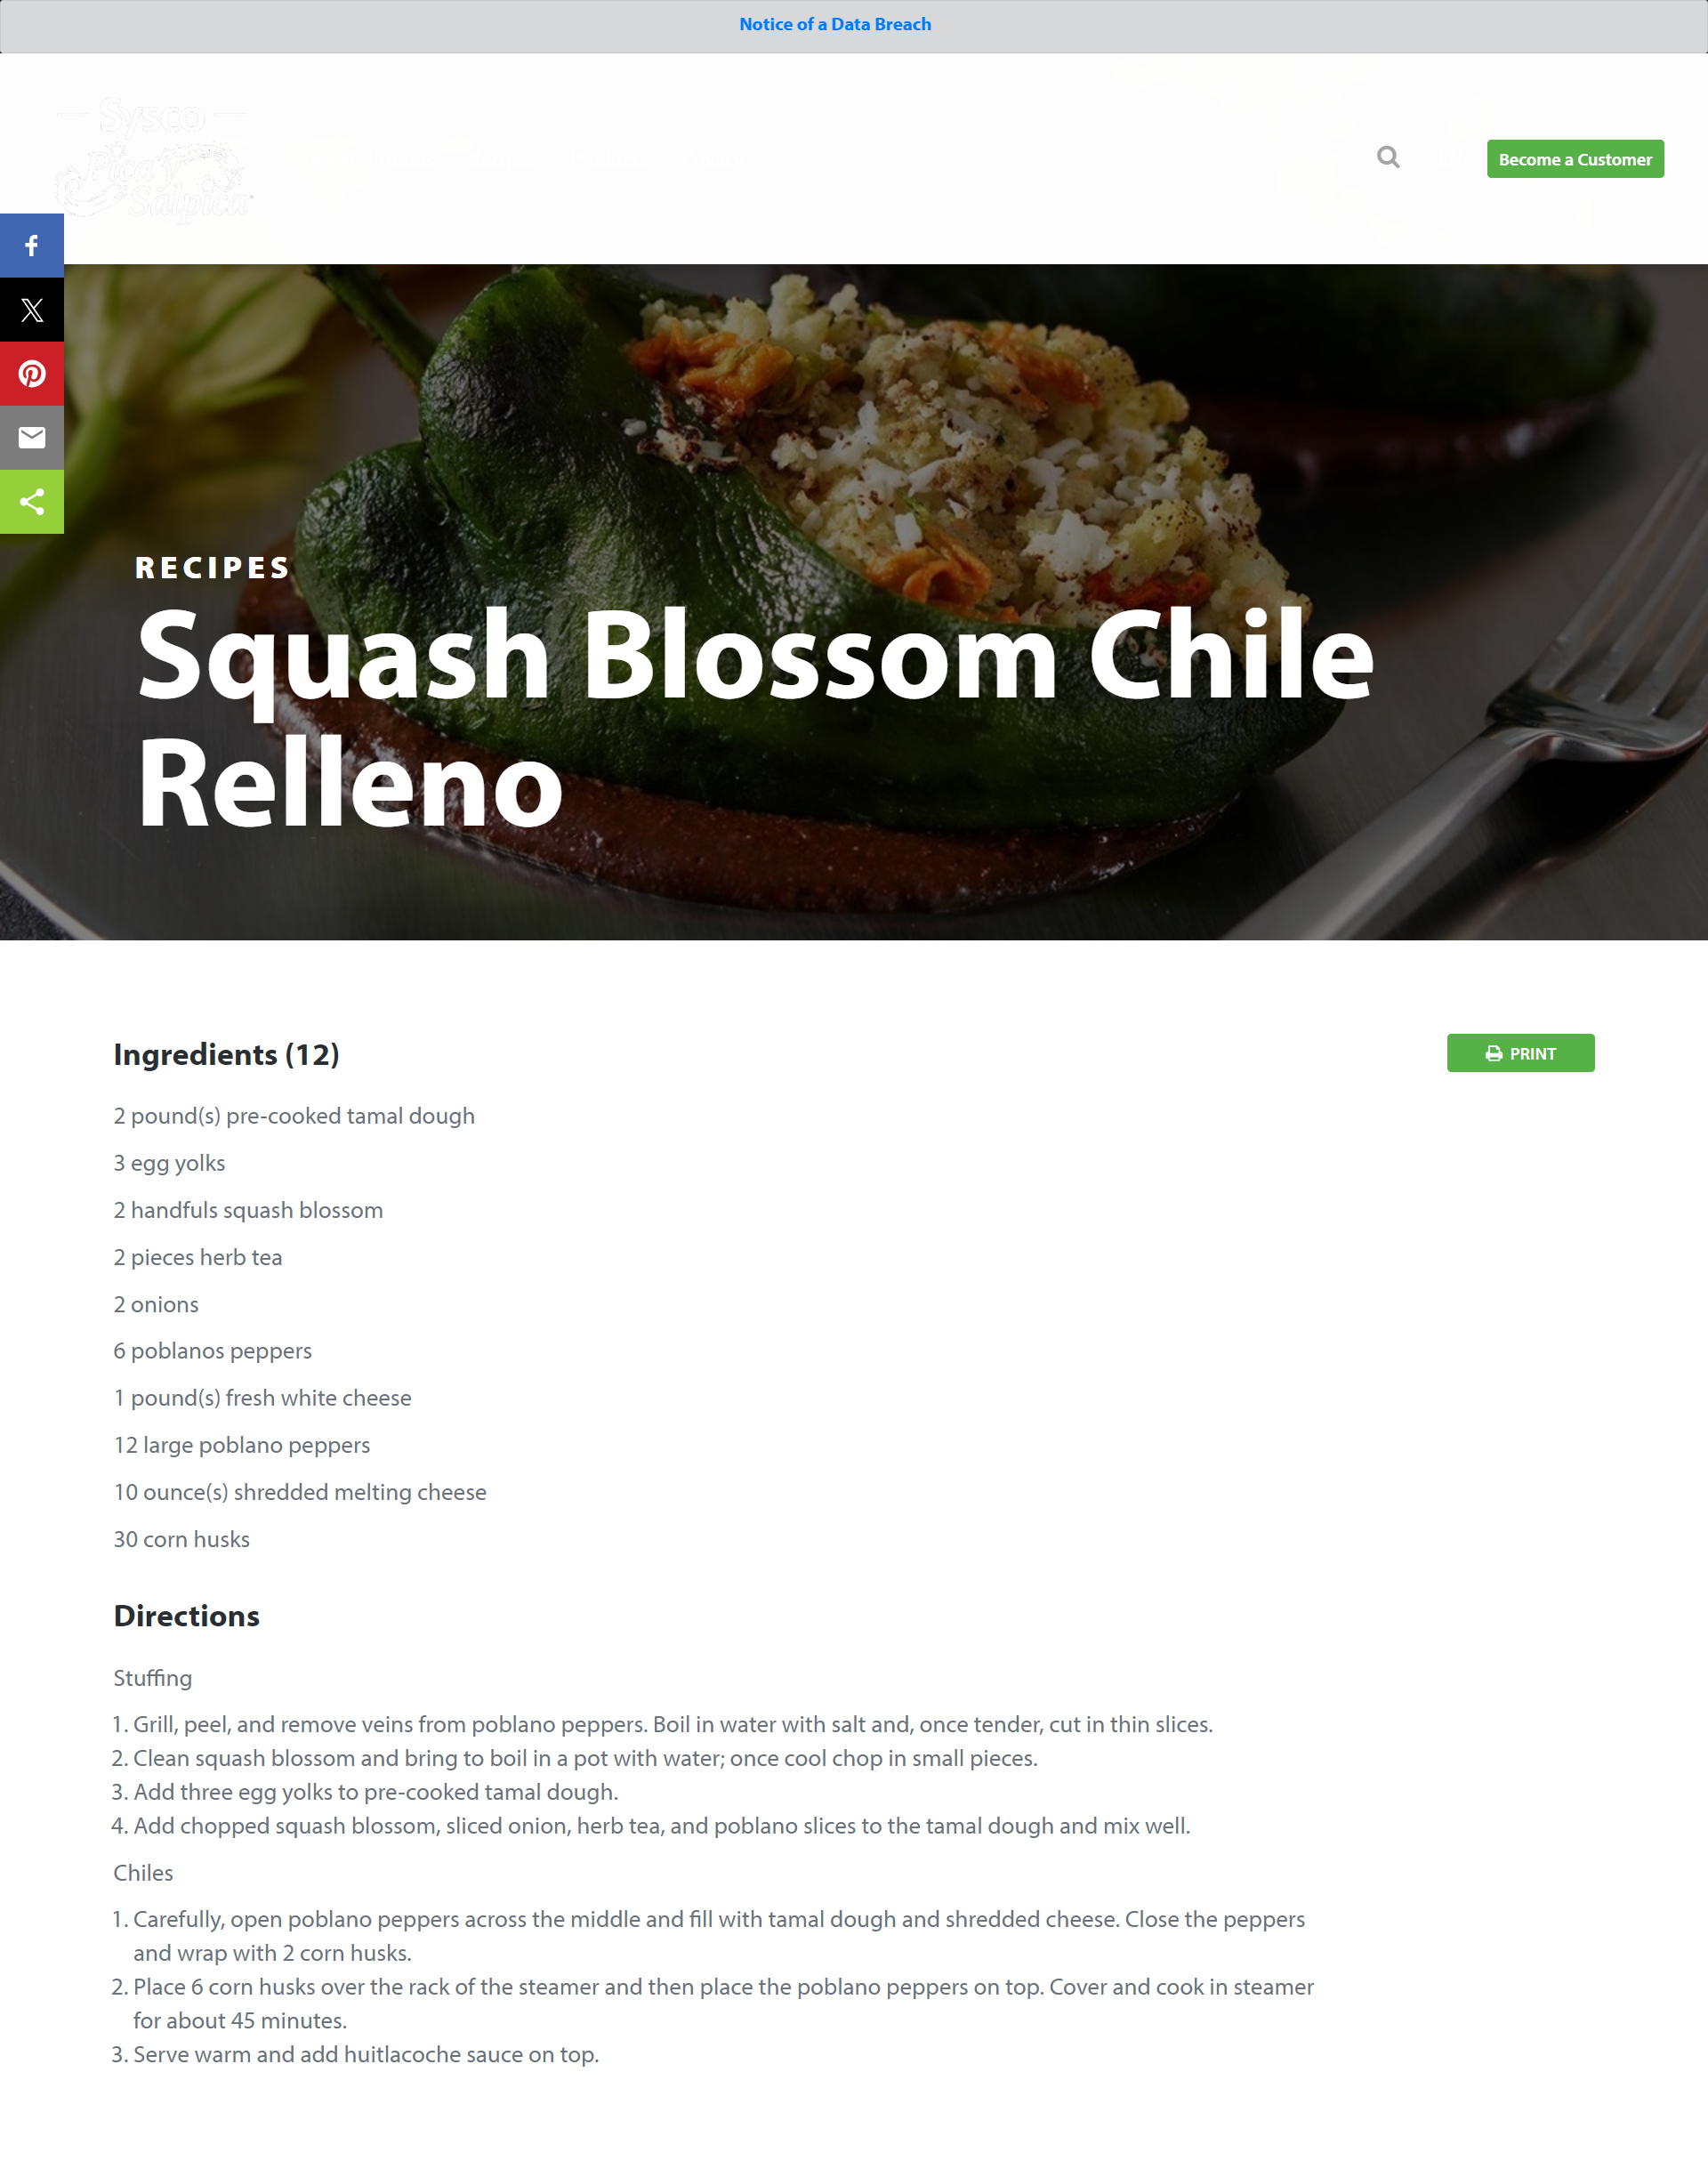 Notice of a Data Breach
Sysco
Pica y
Salpica
Become a Customer
RECIPES
Squash Blossom Chile
Relleno
Ingredients (12)
PRINT
2 pound(s) pre-cooked tamal dough
3 egg yolks
2 handfuls squash blossom
2 pieces herb tea
2 onions
6 poblanos peppers
1 pound(s) fresh white cheese
12 large poblano peppers
10 ounce(s) shredded melting cheese
30 corn husks
Directions
Stuffing
1. Grill, peel, and remove veins from poblano peppers. Boil in water with salt and, once tender, cut in thin slices.
2. Clean squash blossom and bring to boil in a pot with water; once cool chop in small pieces.
3. Add three egg yolks to pre-cooked tamal dough.
4. Add chopped squash blossom, sliced onion, herb tea, and poblano slices to the tamal dough and mix well.
Chiles
1. Carefully, open poblano peppers across the middle and fill with tamal dough and shredded cheese. Close the peppers
and wrap with 2 corn husks.
2. Place 6 corn husks over the rack of the steamer and then place the poblano peppers on top. Cover and cook in steamer
for about 45 minutes.
3. Serve warm and add huitlacoche sauce on top.